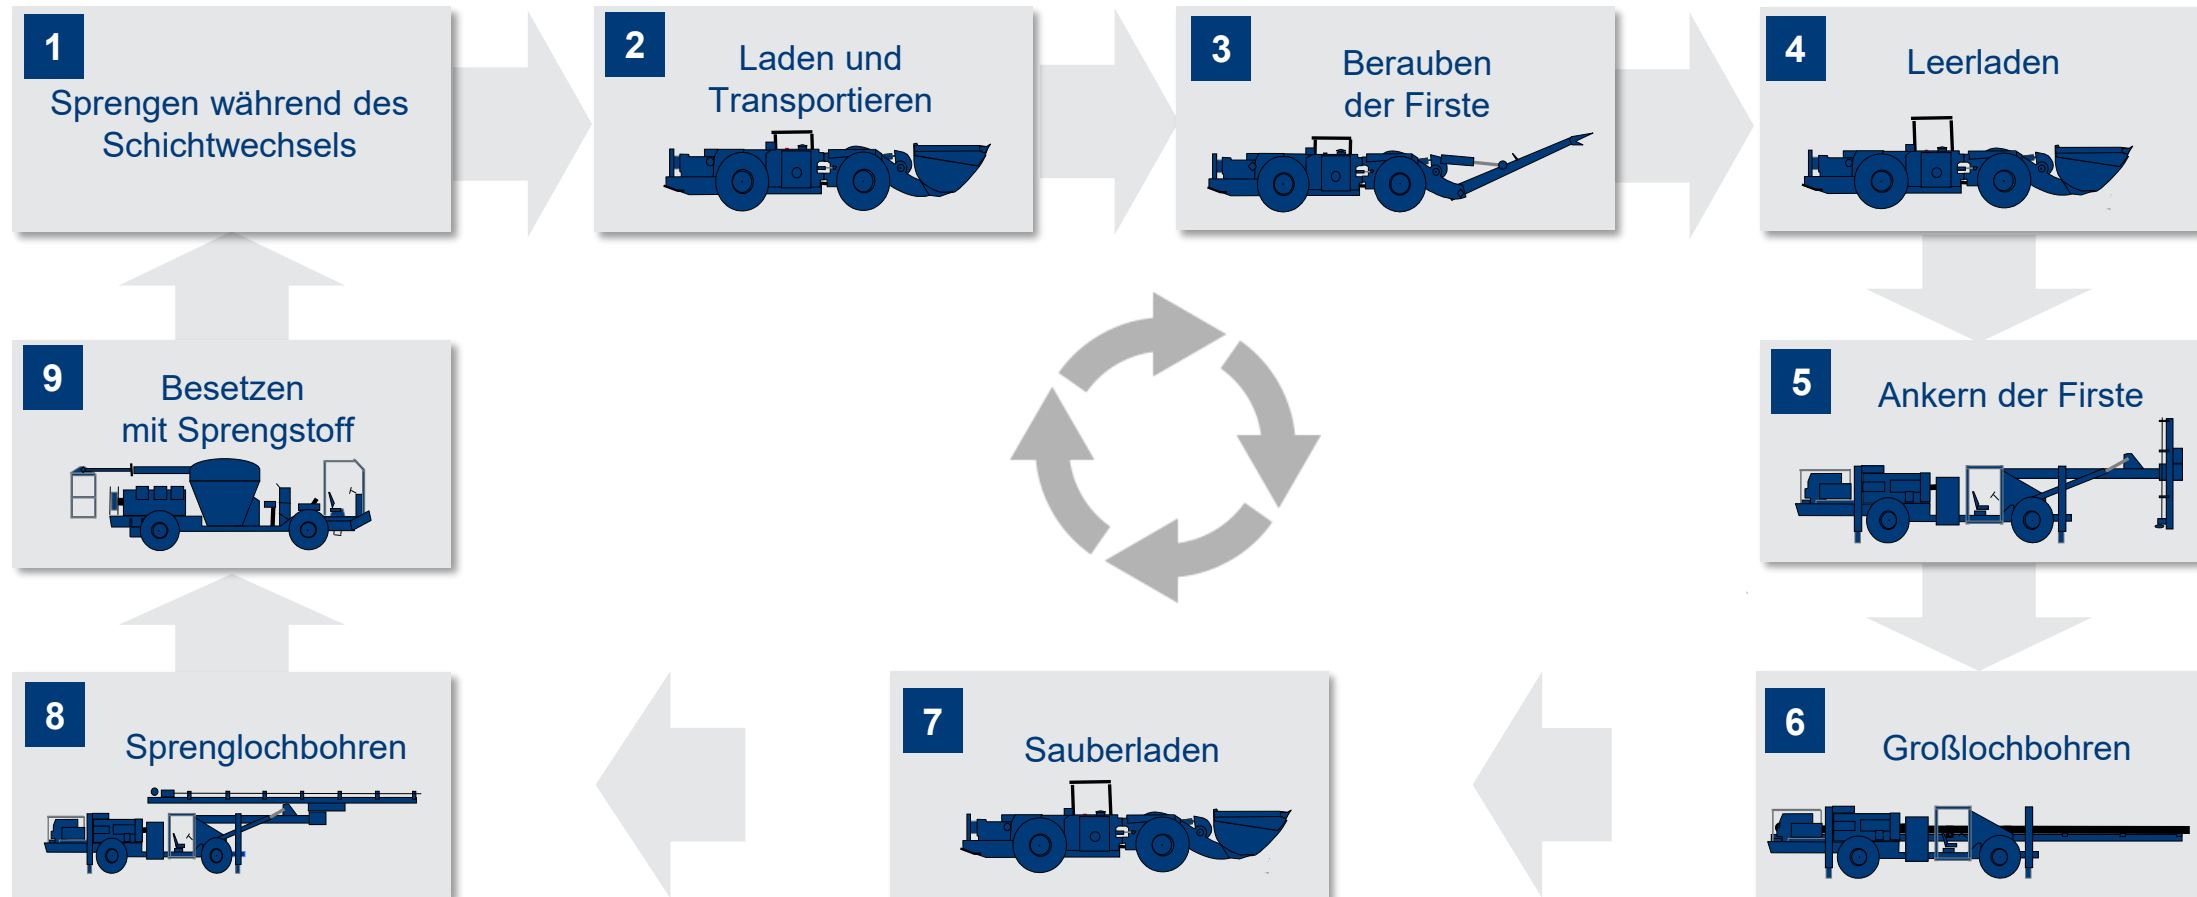 1
Sprengen während des
Schichtwechsels
2
Laden und
Transportieren
3
Berauben
der Firste
4
Leerladen
5
Ankern der Firste
6
Großlochbohren
7
Sauberladen
8
Sprenglochbohren
9
Besetzen
mit Sprengstoff